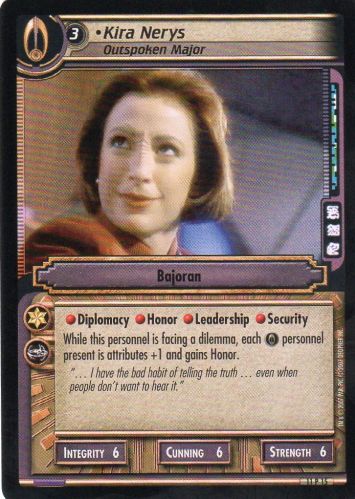 3
•Kira Nerys
Outspoken Major
Bajoran
• Diplomacy • Honor • Leadership • Security
While this personnel is facing a dilemma, each personnel
present is attributes +1 and gains Honor.
"... I have the bad habit of telling the truth ... even when
people don't want to hear it."
INTEGRITY 6 CUNNING 6 STRENGTH 6
11 P 15